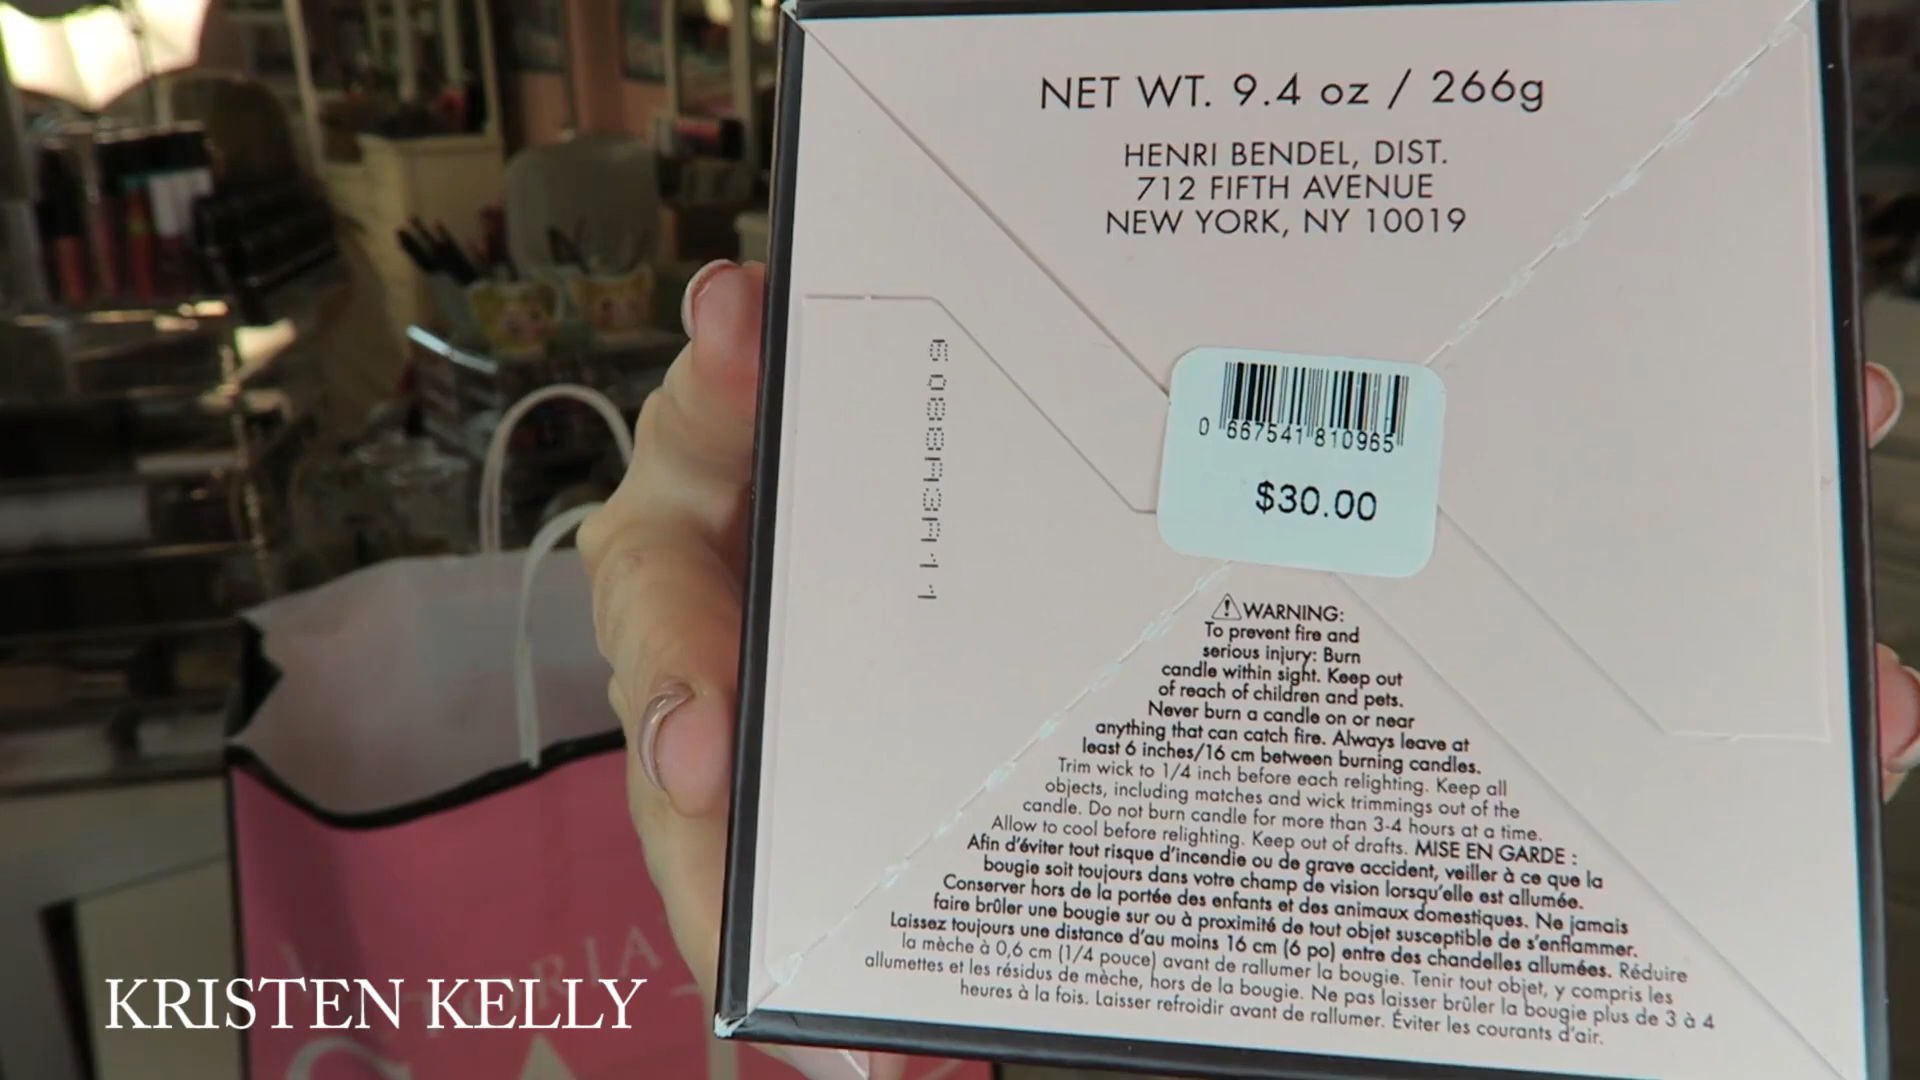 NET WT. 9.4 oz / 266g
HENRI BENDEL, DIST.
712 FIFTH AVENUE
NEW YORK, NY 10019
6088A3A11
0 667541 810965
$30.00
⚠WARNING:
To prevent fire and
serious injury: Burn
candle within sight. Keep out
of reach of children and pets.
Never burn a candle on or near
anything that can catch fire. Always leave at
least 6 inches/16 cm between burning candles.
Trim wick to 1/4 inch before each relighting. Keep all
objects, including matches and wick trimmings out of the
candle. Do not burn candle for more than 3-4 hours at a time.
Allow to cool before relighting. Keep out of drafts. MISE EN GARDE :
Afin d'éviter tout risque d'incendie ou de grave accident, veiller à ce que la
bougie soit toujours dans votre champ de vision lorsqu'elle est allumée.
Conserver hors de la portée des enfants et des animaux domestiques. Ne jamais
faire brûler une bougie sur ou à proximité de tout objet susceptible de s'enflammer.
Laissez toujours une distance d'au moins 16 cm (6 po) entre des chandelles allumées. Réduire
la mèche à 0,6 cm (1/4 pouce) avant de rallumer la bougie. Tenir tout objet, y compris les
allumettes et les résidus de mèche, hors de la bougie. Ne pas laisser brûler la bougie plus de 3 à 4
heures à la fois. Laisser refroidir avant de rallumer. Éviter les courants d'air.
KRISTEN KELLY